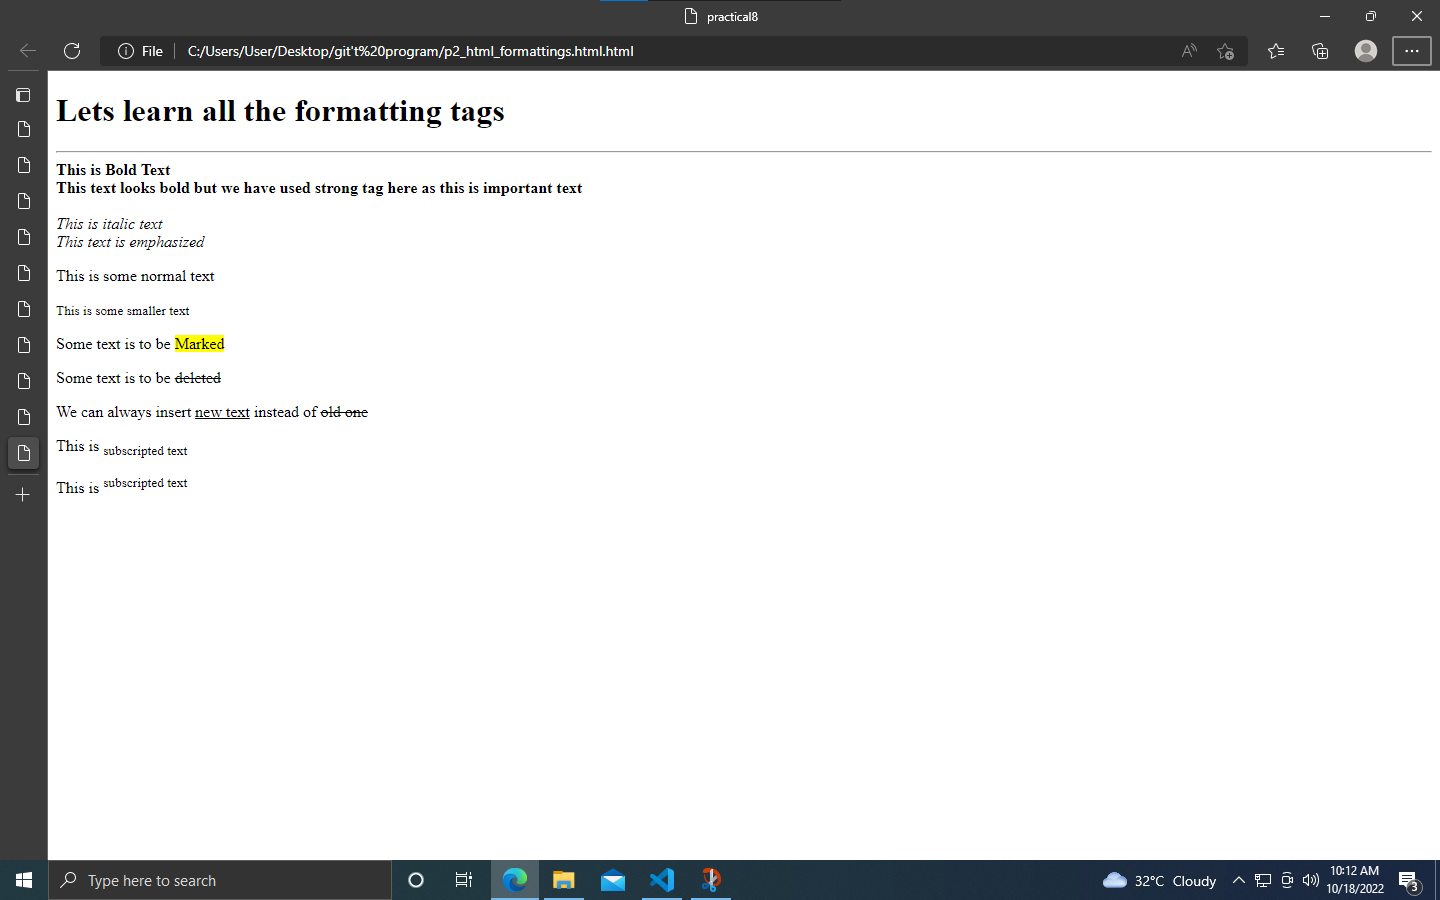 practical8
File
C:/Users/User/Desktop/git't%20program/p2_html_formattings.html.html
Lets learn all the formatting tags
This is Bold Text
This text looks bold but we have used strong tag here as this is important text
This is italic text
This text is emphasized
This is some normal text
This is some smaller text
Some text is to be Marked
Some text is to be deleted
We can always insert new text instead of old one
This is subscripted text
This is subscripted text
Type here to search
32°C Cloudy
10:12 AM
10/18/2022
3